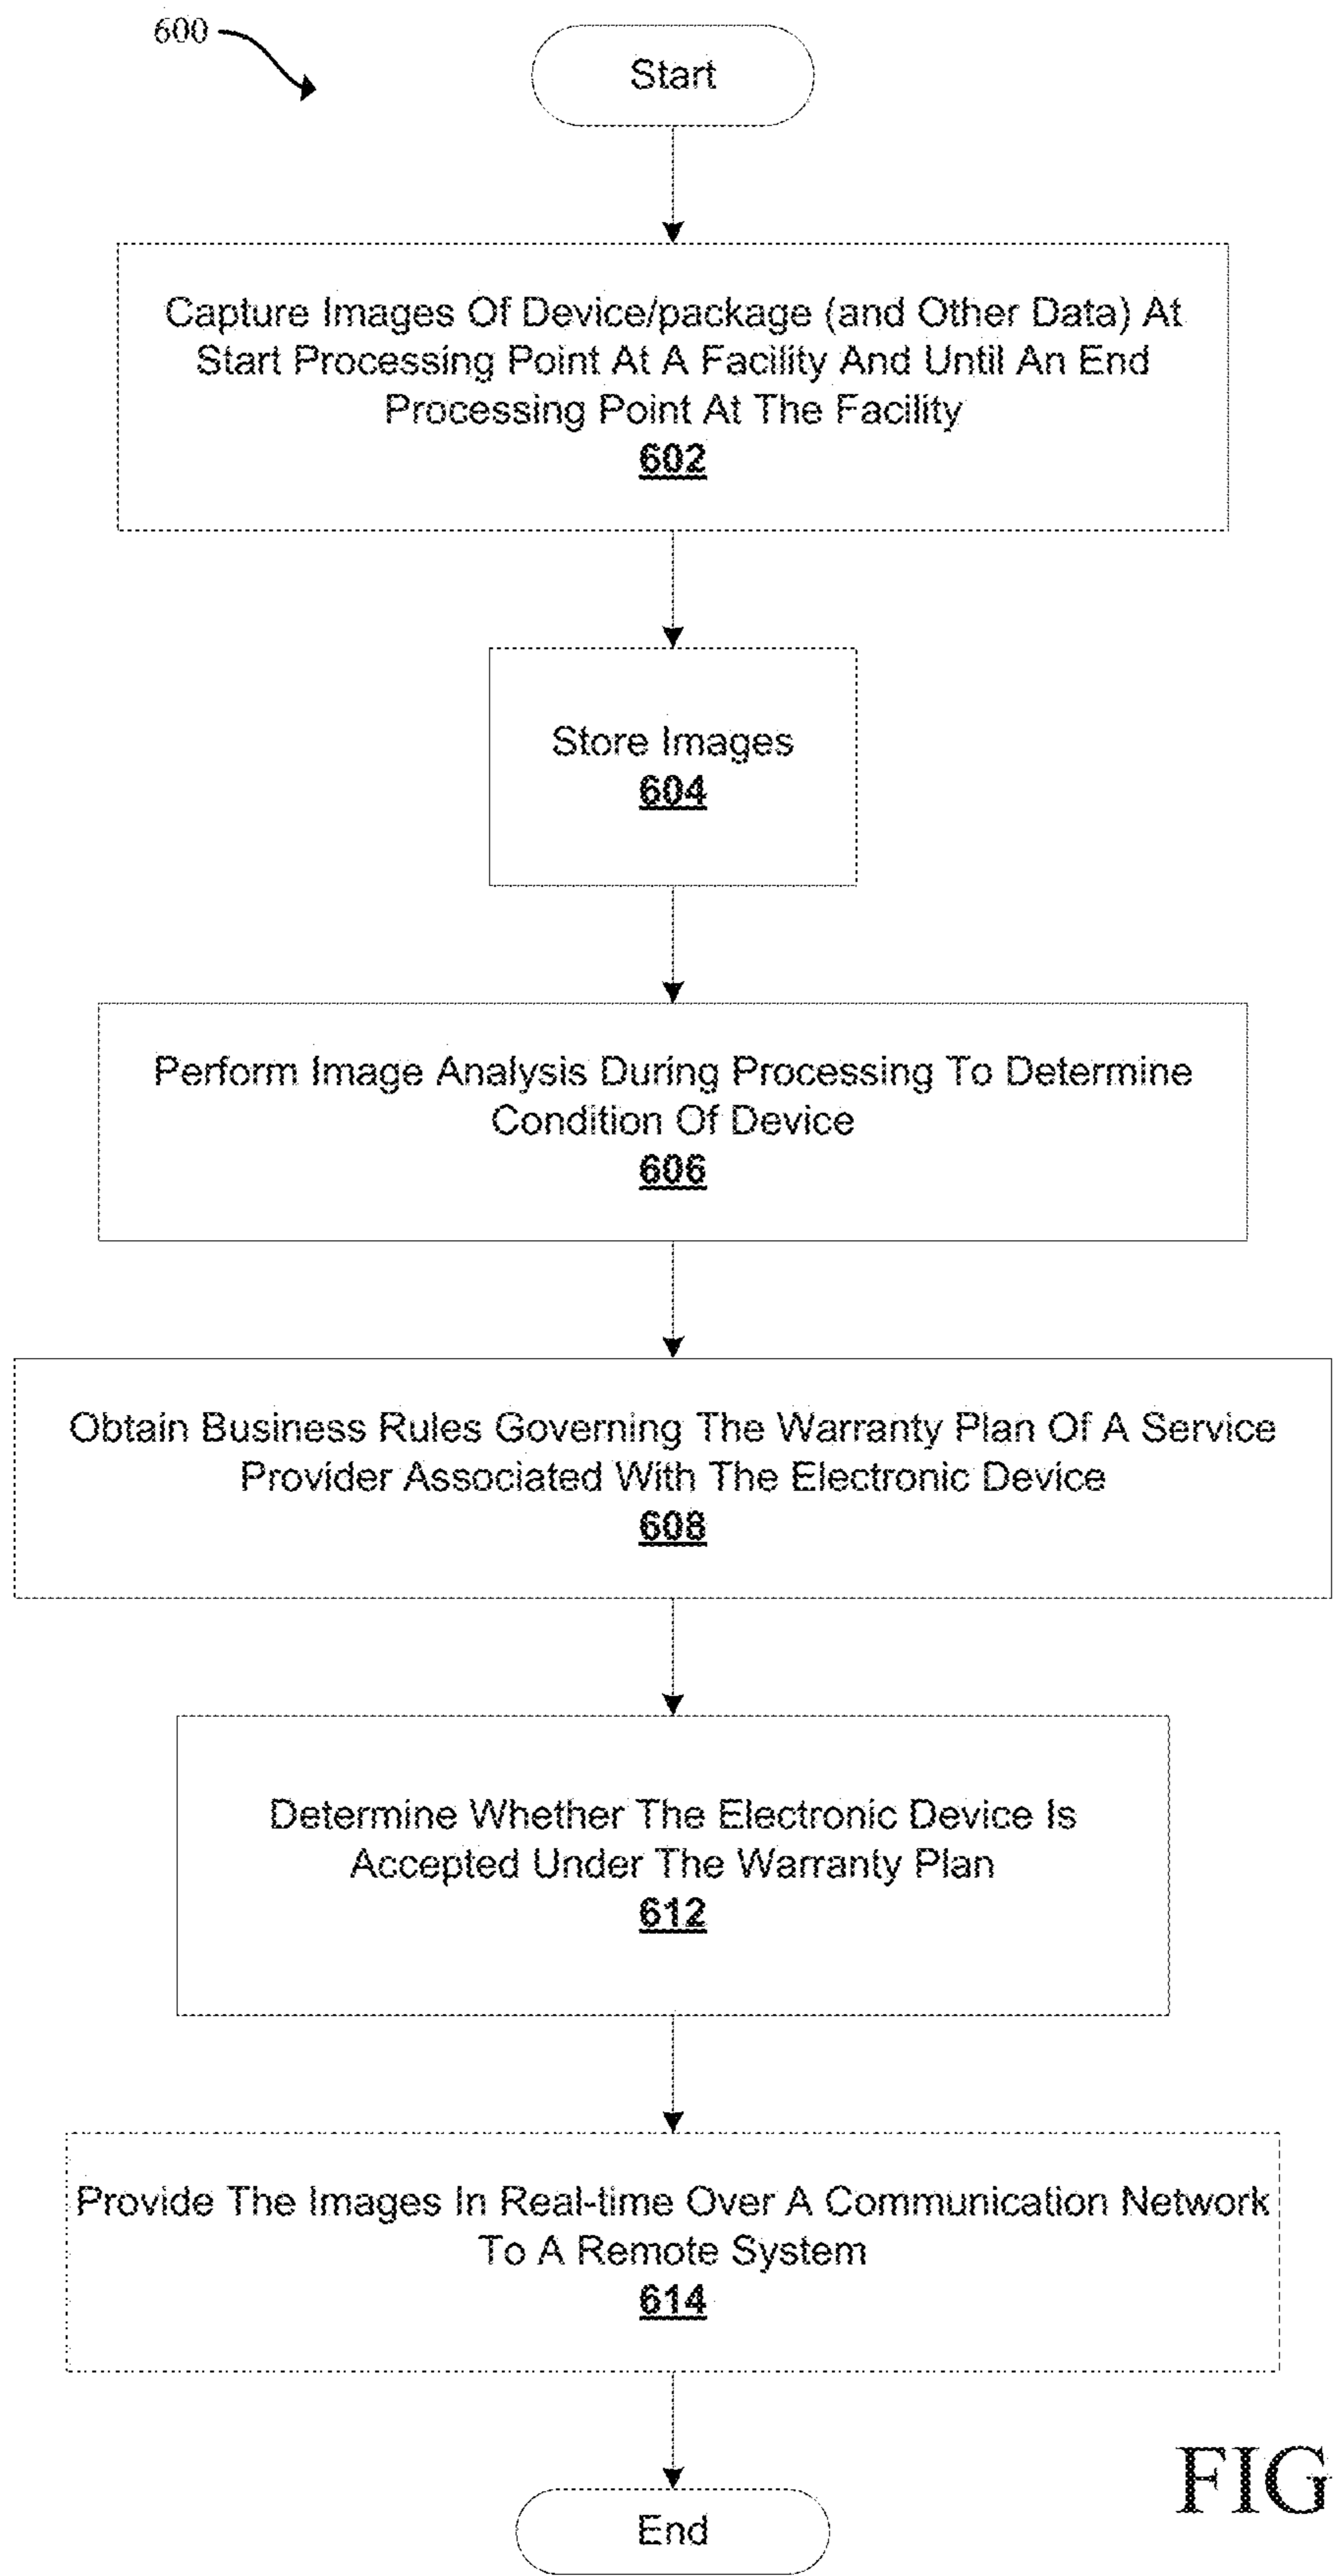 600
Start
Capture Images Of Device/package (and Other Data) At
Start Processing Point At A Facility And Until An End
Processing Point At The Facility
602
Store Images
604
Perform Image Analysis During Processing To Determine
Condition Of Device
606
Obtain Business Rules Governing The Warranty Plan Of A Service
Provider Associated With The Electronic Device
608
Determine Whether The Electronic Device Is
Accepted Under The Warranty Plan
612
Provide The Images In Real-time Over A Communication Network
To A Remote System
614
FIG
End